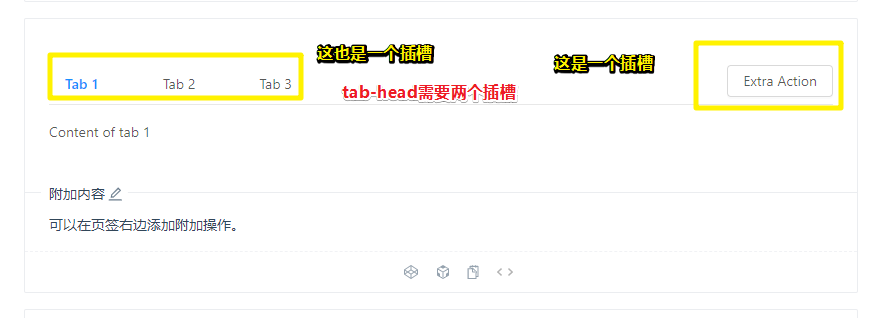 这也是一个插槽
这是一个插槽
Tab 1 Tab 2 Tab 3 Extra Action
tab-head需要两个插槽
Content of tab 1
附加内容
可以在页签右边添加附加操作。